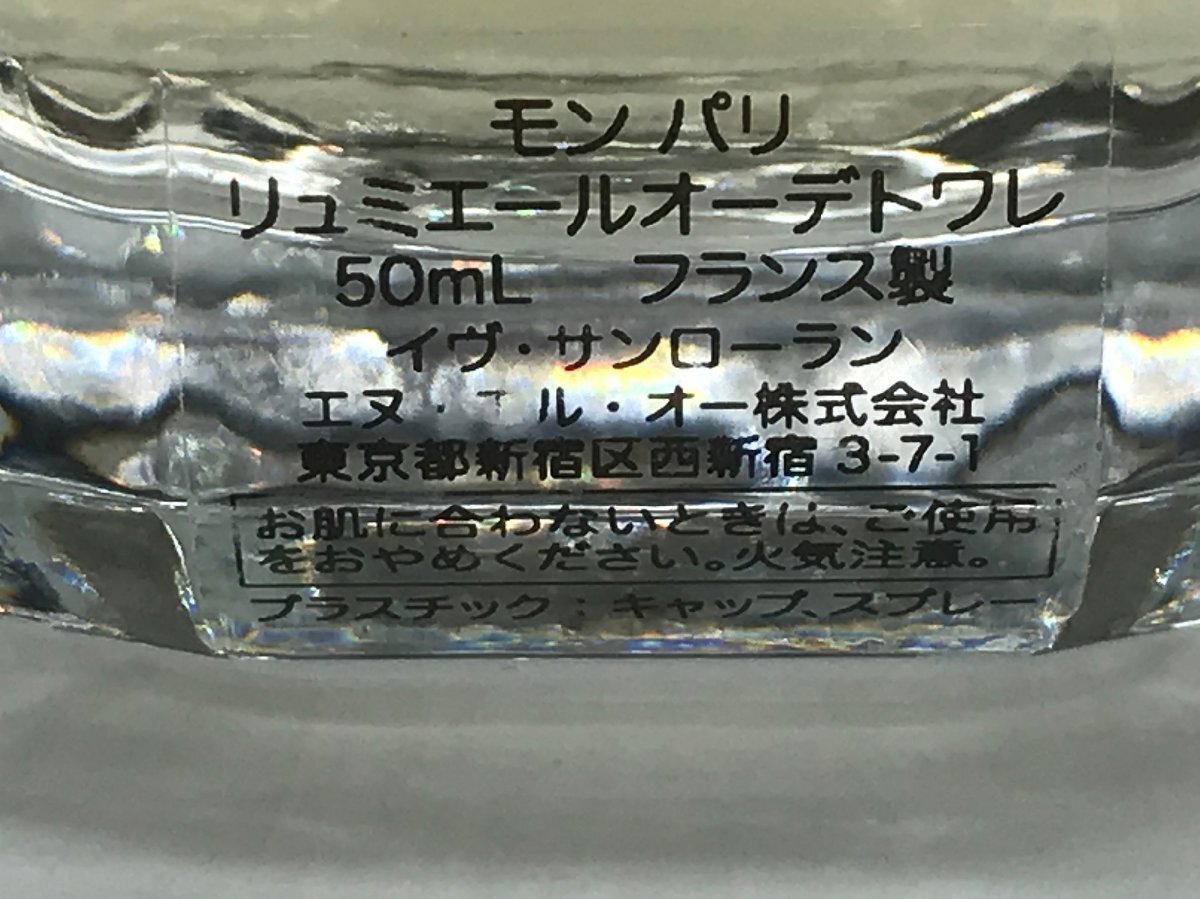 モン パリ
リュミエールオーデトワレ
50mL フランス製
イヴ・サンローラン
エヌ・エル・オー株式会社
東京都新宿区西新宿 3-7-1
お肌に合わないときは、ご使用
をおやめください。火気注意。
プラスチック：キャップ、スプレー